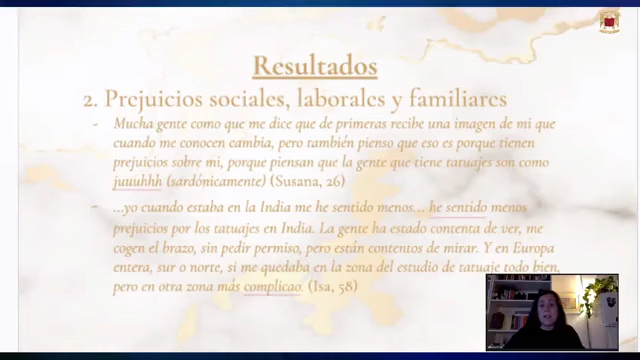 Resultados
2. Prejuicios sociales, laborales y familiares
- Mucha gente como que me dice que de primeras recibe una imagen de mi que
cuando me conocen cambia, pero también pienso que eso es porque tienen
prejuicios sobre mi, porque piensan que la gente que tiene tatuajes son como
juuuhhh (sardónicamente) (Susana, 26)
- ...yo cuando estaba en la India me he sentido menos... he sentido menos
prejuicios por los tatuajes en India. La gente ha estado contenta de ver, me
cogen el brazo, sin pedir permiso, pero están contentos de mirar. Y en Europa
entera, sur o norte, si me quedaba en la zona del estudio de tatuaje todo bien,
pero en otra zona más complicao. (Isa, 58)